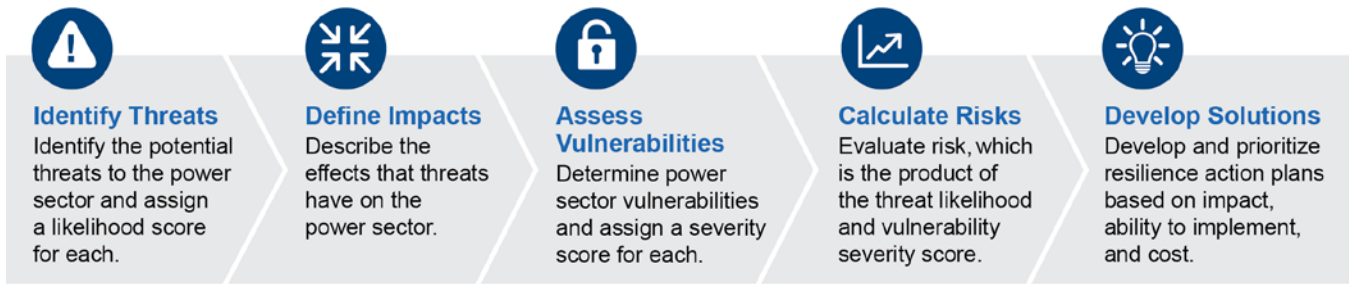 Identify Threats
Identify the potential
threats to the power
sector and assign
a likelihood score
for each.
Define Impacts
Describe the
effects that threats
have on the
power sector.
Assess
Vulnerabilities
Determine power
sector vulnerabilities
and assign a severity
score for each.
Calculate Risks
Evaluate risk, which
is the product of
the threat likelihood
and vulnerability
severity score.
Develop Solutions
Develop and prioritize
resilience action plans
based on impact,
ability to implement,
and cost.